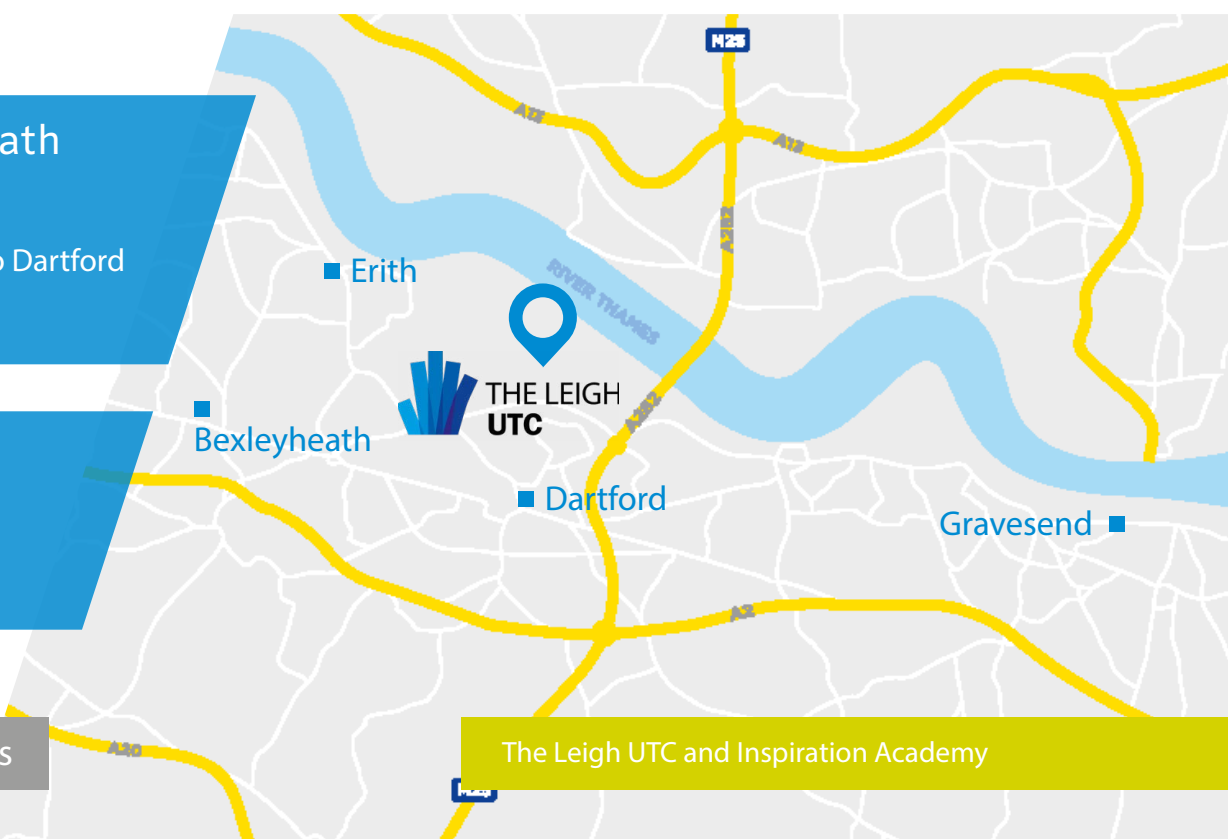 M25
ath
A13
A13
A282
Dartford
Erith
RIVER THAMES
THE LEIGH
UTC
A282
Bexleyheath
Dartford
Gravesend
A2
The Leigh UTC and Inspiration Academy
A20